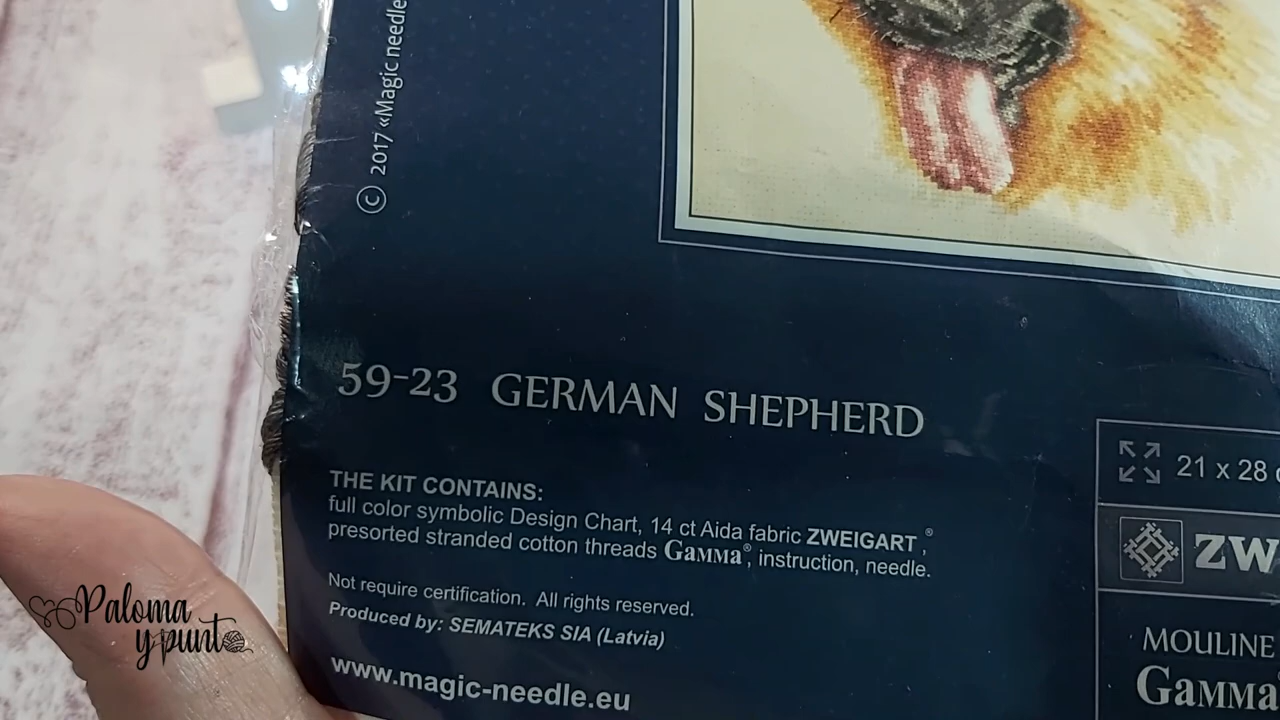 © 2017 «Magic needle
59-23 GERMAN SHEPHERD
THE KIT CONTAINS:
full color symbolic Design Chart, 14 ct Aida fabric ZWEIGART®,
presorted stranded cotton threads Gamma®, instruction, needle.
Not require certification. All rights reserved.
Produced by: SEMATEKS SIA (Latvia)
www.magic-needle.eu
21 x 28
ZW
MOULINE
Gamma
Paloma
y punt